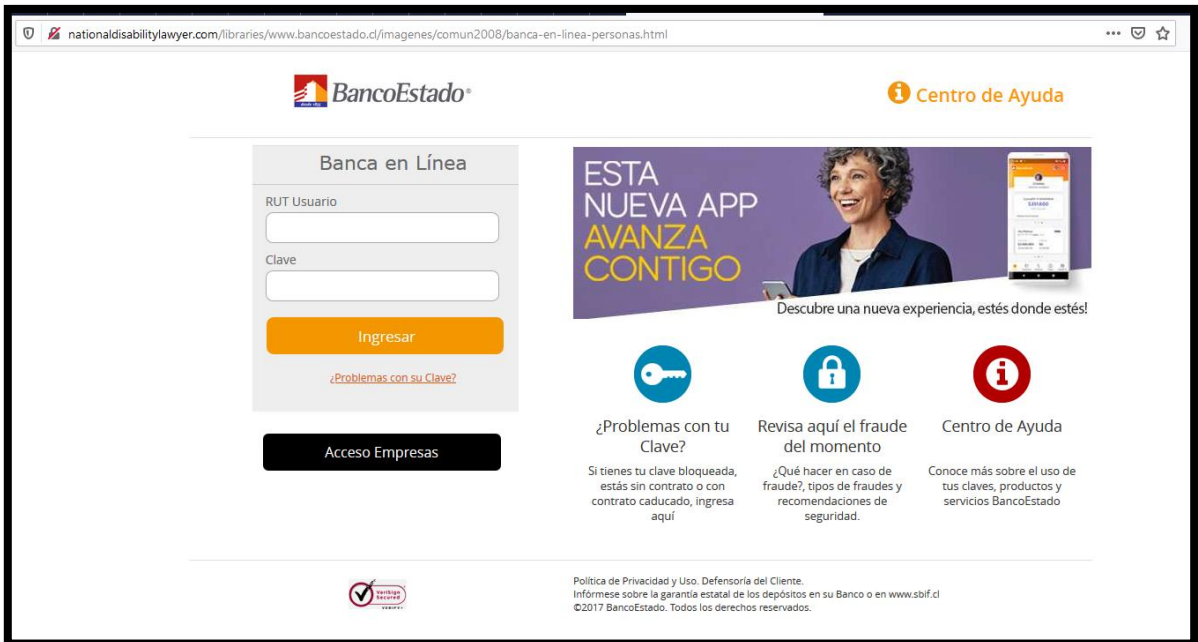 nationaldisabilitylawyer.com/libraries/www.bancoestado.cl/imagenes/comun2008/banca-en-linea-personas.html
BancoEstado®
Centro de Ayuda
Banca en Línea
RUT Usuario
Clave
Ingresar
¿Problemas con su Clave?
Acceso Empresas
ESTA
NUEVA APP
AVANZA
CONTIGO
Descubre una nueva experiencia, estés donde estés!
¿Problemas con tu
Clave?
Si tienes tu clave bloqueada,
estás sin contrato o con
contrato caducado, ingresa
aquí
Revisa aquí el fraude
del momento
¿Qué hacer en caso de
fraude?, tipos de fraudes y
recomendaciones de
seguridad.
Centro de Ayuda
Conoce más sobre el uso de
tus claves, productos y
servicios BancoEstado
VeriSign
Secured
Política de Privacidad y Uso. Defensoría del Cliente.
Infórmese sobre la garantía estatal de los depósitos en su Banco o en www.sbif.cl
©2017 BancoEstado. Todos los derechos reservados.